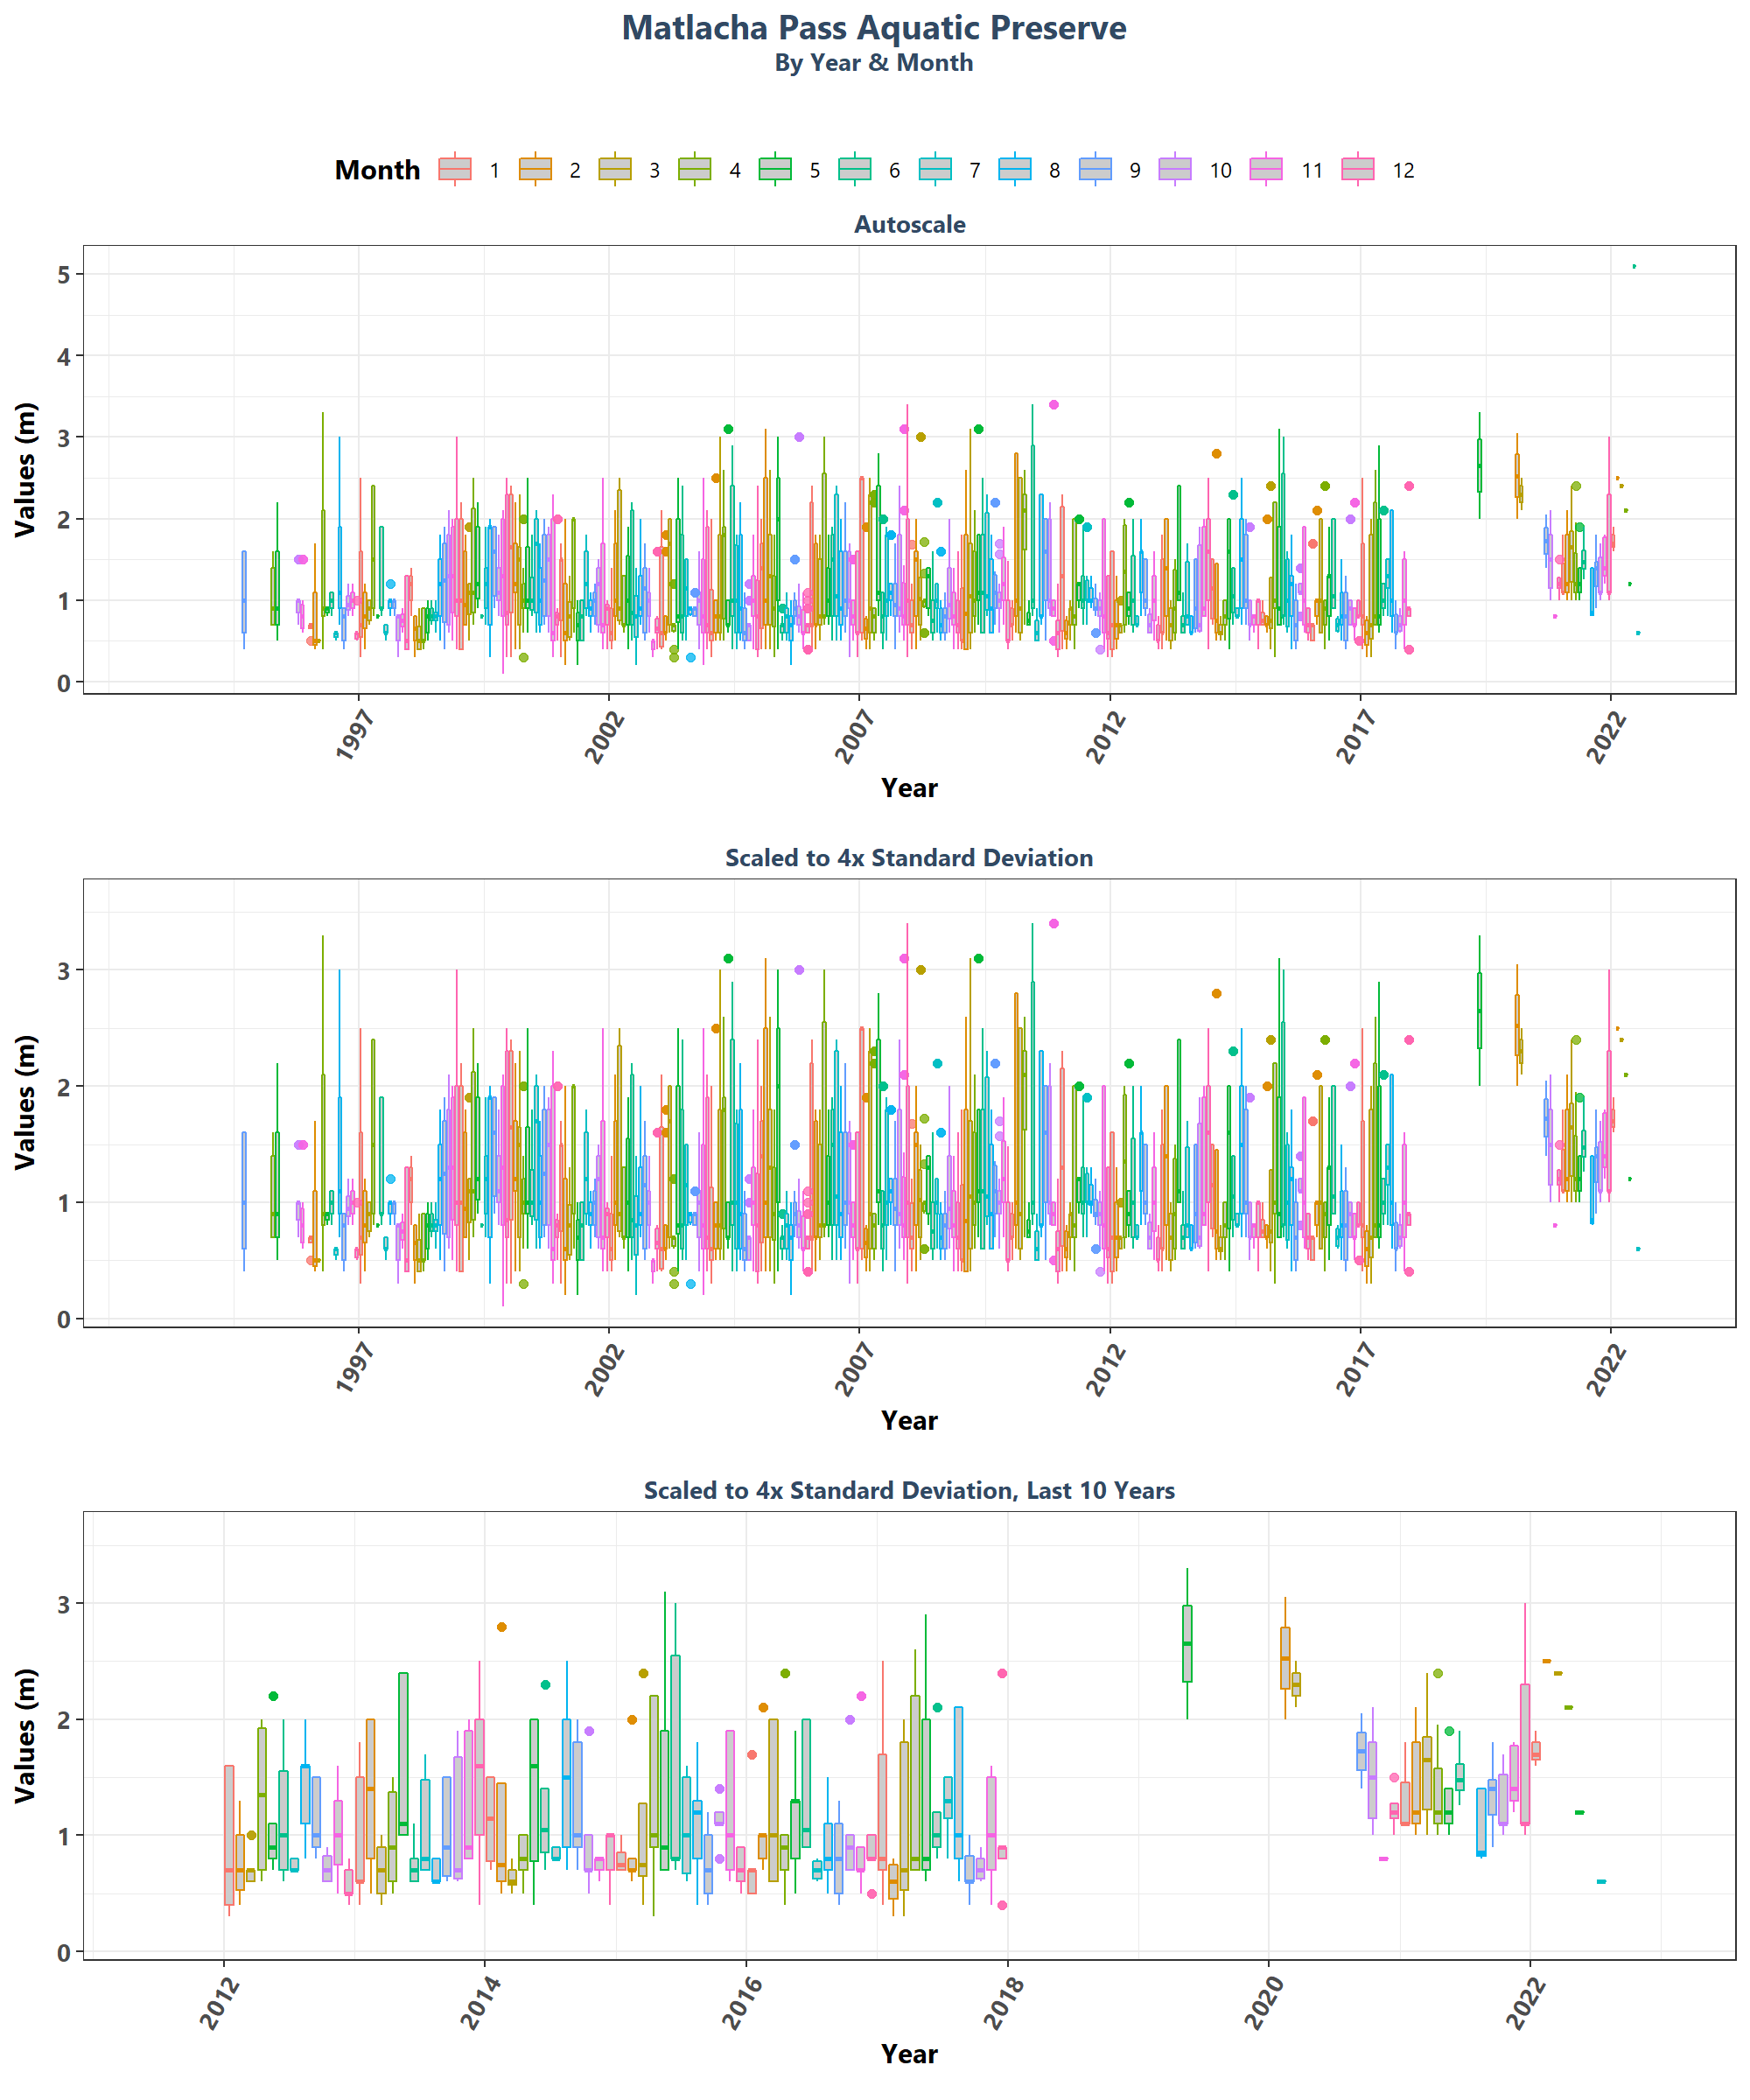 Matlacha Pass Aquatic Preserve
By Year & Month
Month 1 2 3 4 5 6 7 8 9 10 11 12
Autoscale
Values (m)
5
4
3
2
1
0
1997 2002 2007 2012 2017 2022
Year
Scaled to 4x Standard Deviation
Values (m)
3
2
1
0
1997 2002 2007 2012 2017 2022
Year
Scaled to 4x Standard Deviation, Last 10 Years
Values (m)
3
2
1
0
2012 2014 2016 2018 2020 2022
Year